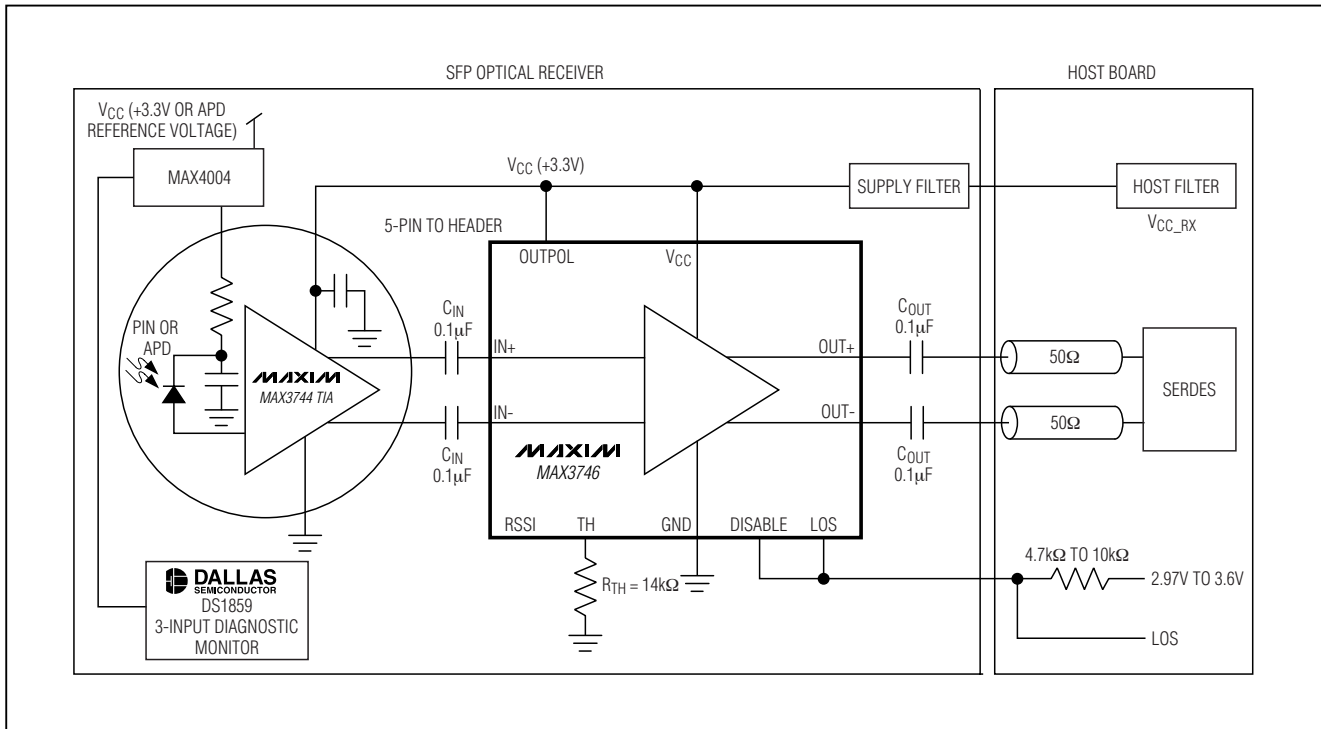 SFP OPTICAL RECEIVER
HOST BOARD
VCC (+3.3V OR APD
REFERENCE VOLTAGE)
MAX4004
VCC (+3.3V)
SUPPLY FILTER
HOST FILTER
VCC_RX
5-PIN TO HEADER
OUTPOL
VCC
PIN OR
APD
MAXIM
MAX3744 TIA
CIN
0.1μF
IN+
IN-
CIN
0.1μF
MAXIM
MAX3746
OUT+
OUT-
COUT
0.1μF
COUT
0.1μF
50Ω
50Ω
SERDES
RSSI
TH
GND
DISABLE
LOS
RTH = 14kΩ
4.7kΩ TO 10kΩ
2.97V TO 3.6V
LOS
DALLAS
SEMICONDUCTOR
DS1859
3-INPUT DIAGNOSTIC
MONITOR